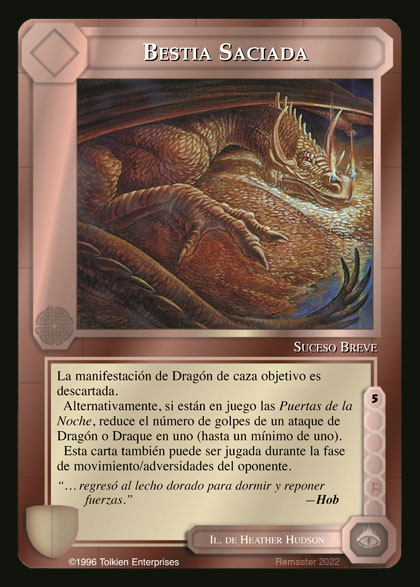 Bestia Saciada
Suceso Breve
La manifestación de Dragón de caza objetivo es
descartada.
Alternativamente, si están en juego las Puertas de la
Noche, reduce el número de golpes de un ataque de
Dragón o Draque en uno (hasta un mínimo de uno).
Esta carta también puede ser jugada durante la fase
de movimiento/adversidades del oponente.
“… regresó al lecho dorado para dormir y reponer
fuerzas.” —Hob
5
Il. de Heather Hudson
©1996 Tolkien Enterprises
Remaster 2022